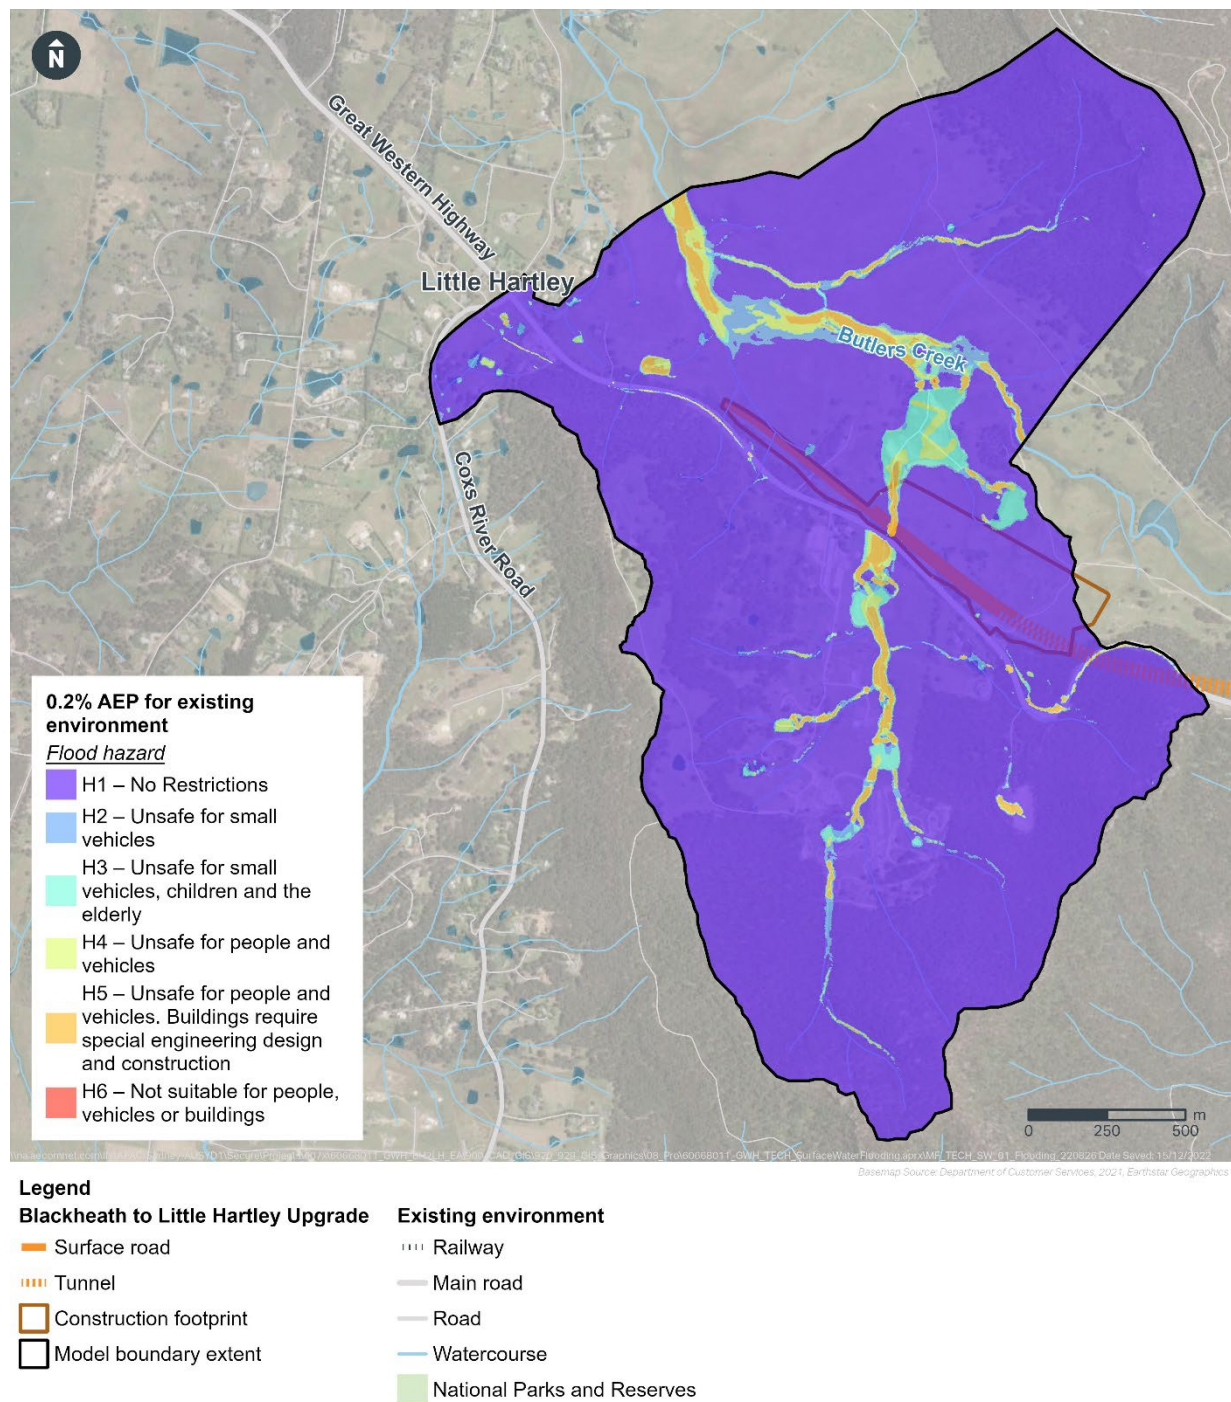 N
Great Western Highway
Little Hartley
Butlers Creek
Coxs River Road
0.2% AEP for existing
environment
Flood hazard
H1 – No Restrictions
H2 – Unsafe for small
vehicles
H3 – Unsafe for small
vehicles, children and the
elderly
H4 – Unsafe for people and
vehicles
H5 – Unsafe for people and
vehicles. Buildings require
special engineering design
and construction
H6 – Not suitable for people,
vehicles or buildings
m
0 250 500
Date Saved: 15/12/2022
Basemap Source: Department of Customer Services, 2021, Earthstar Geographics
Legend
Blackheath to Little Hartley Upgrade
Surface road
Tunnel
Construction footprint
Model boundary extent
Existing environment
Railway
Main road
Road
Watercourse
National Parks and Reserves